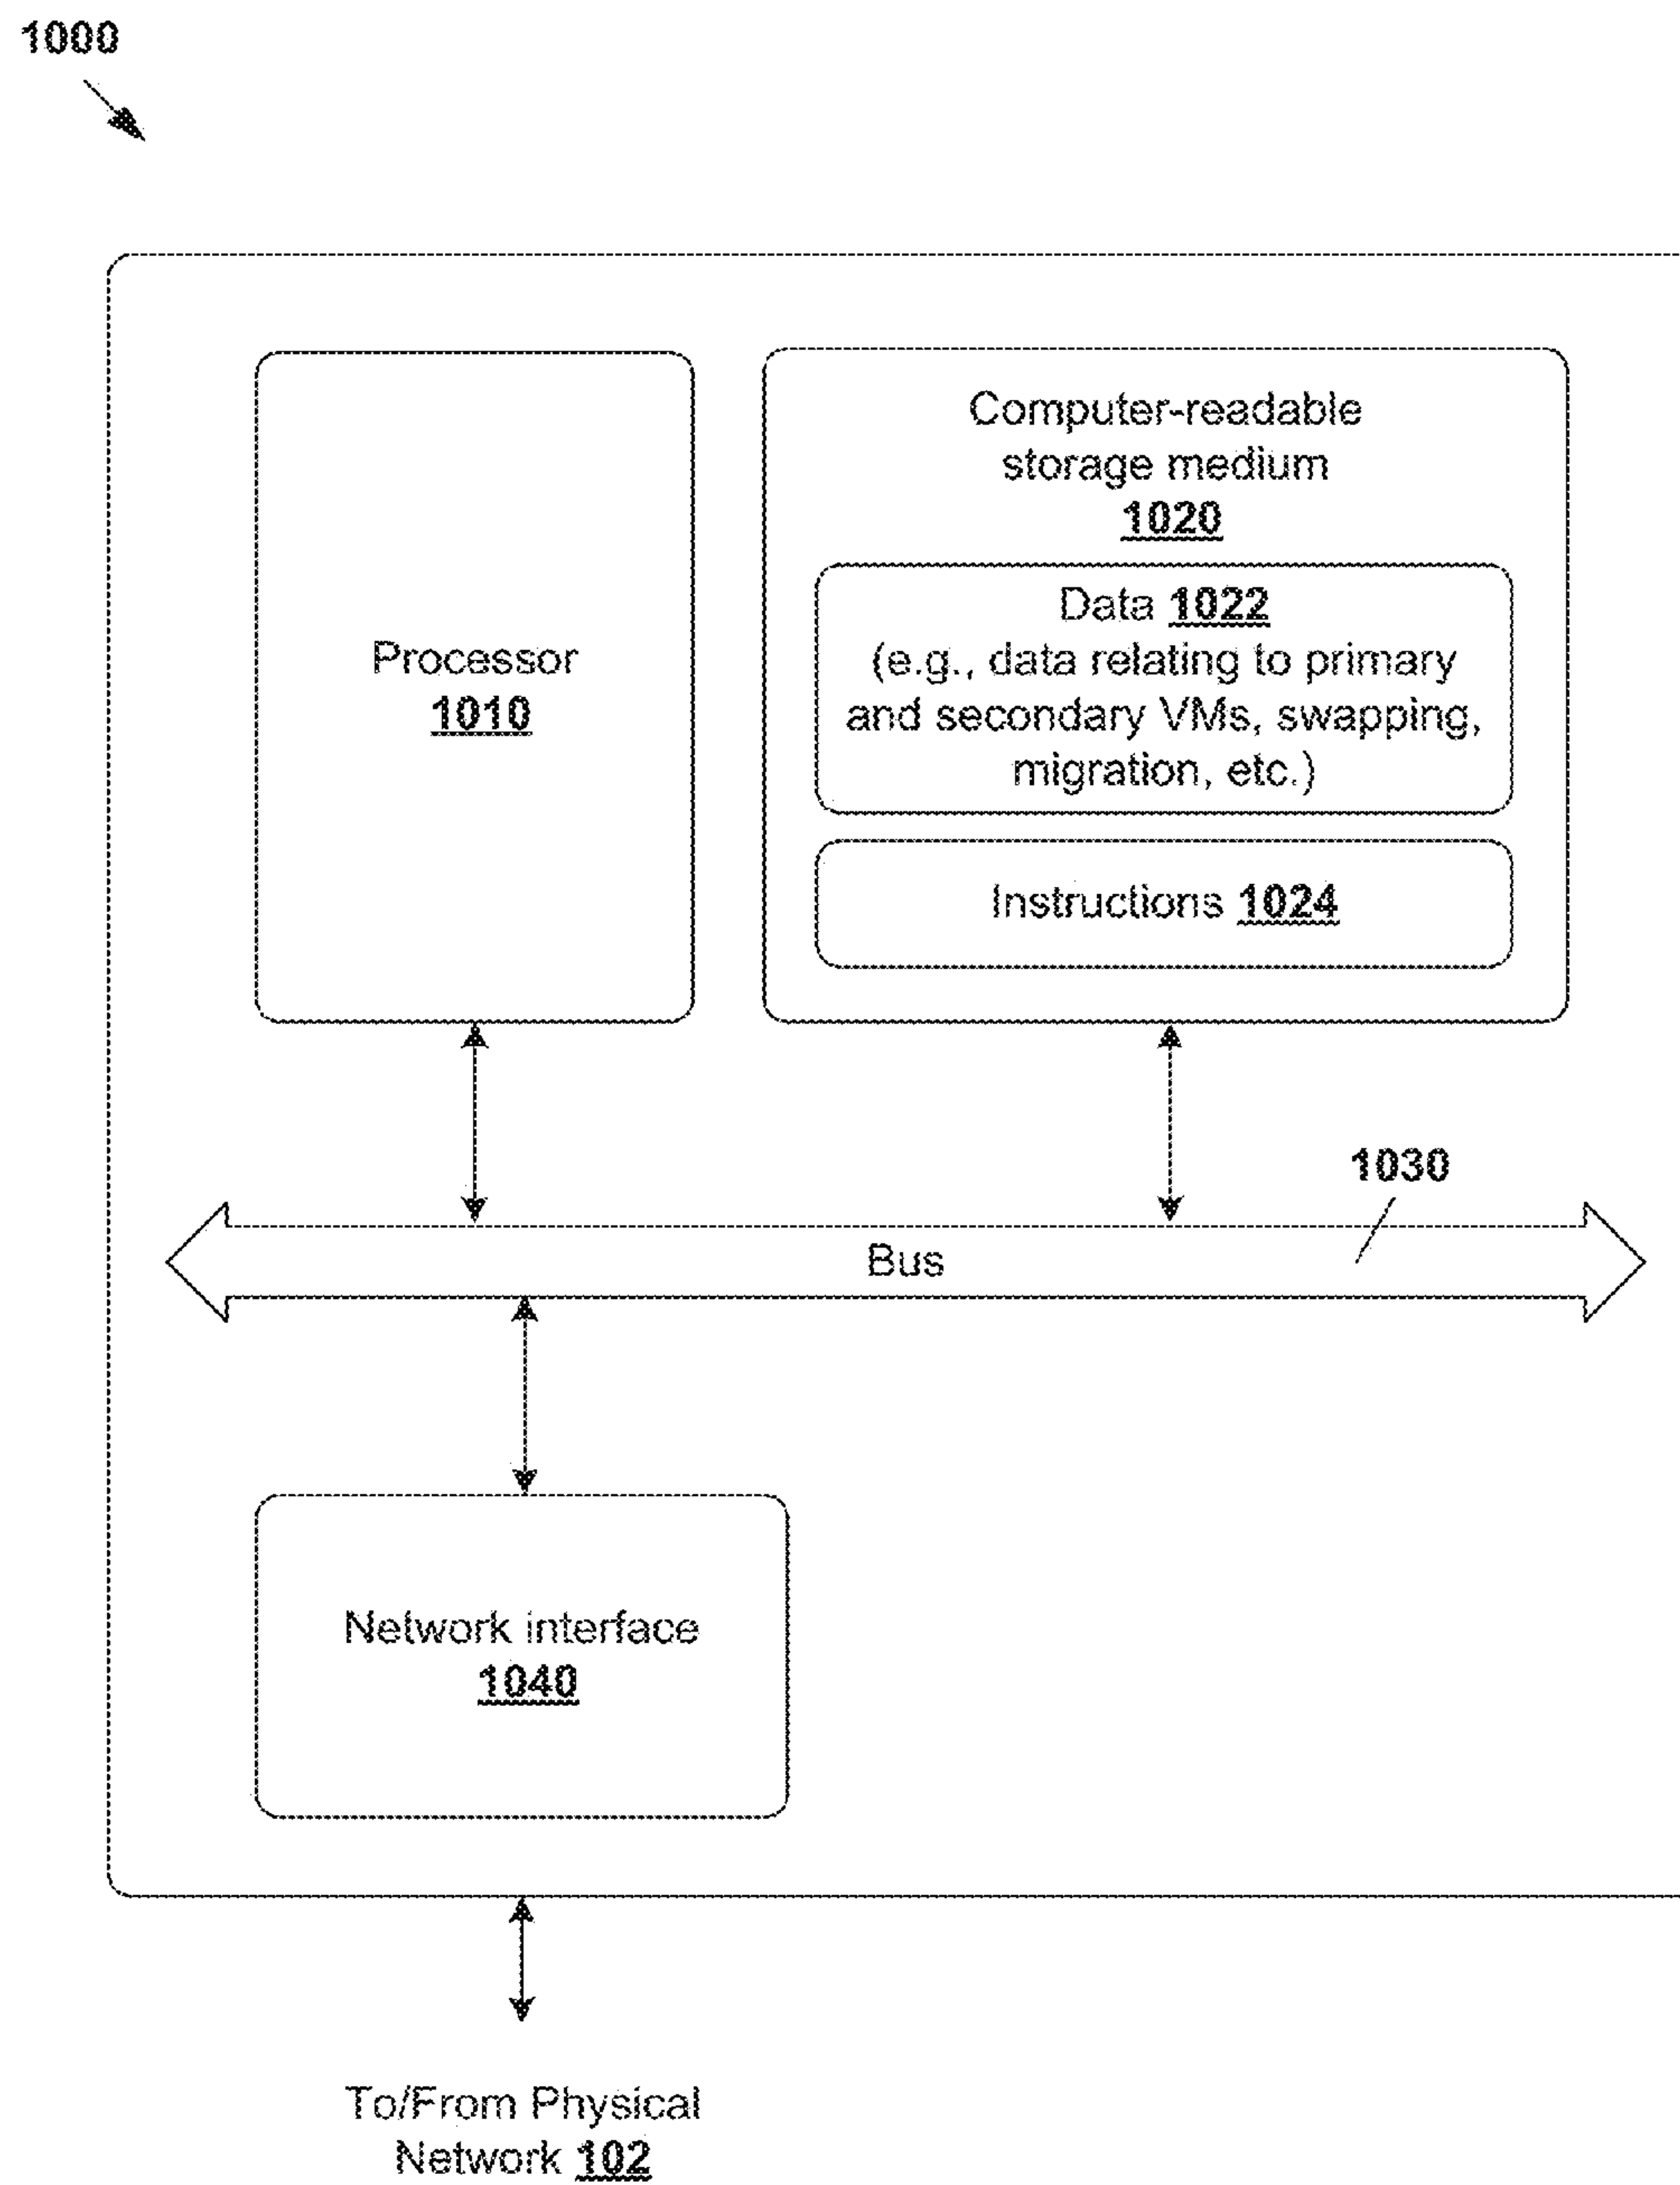 1000
Computer-readable
storage medium
1020
Data 1022
(e.g., data relating to primary
and secondary VMs, swapping,
migration, etc.)
Processor
1010
Instructions 1024
1030
Bus
Network interface
1040
To/From Physical
Network 102